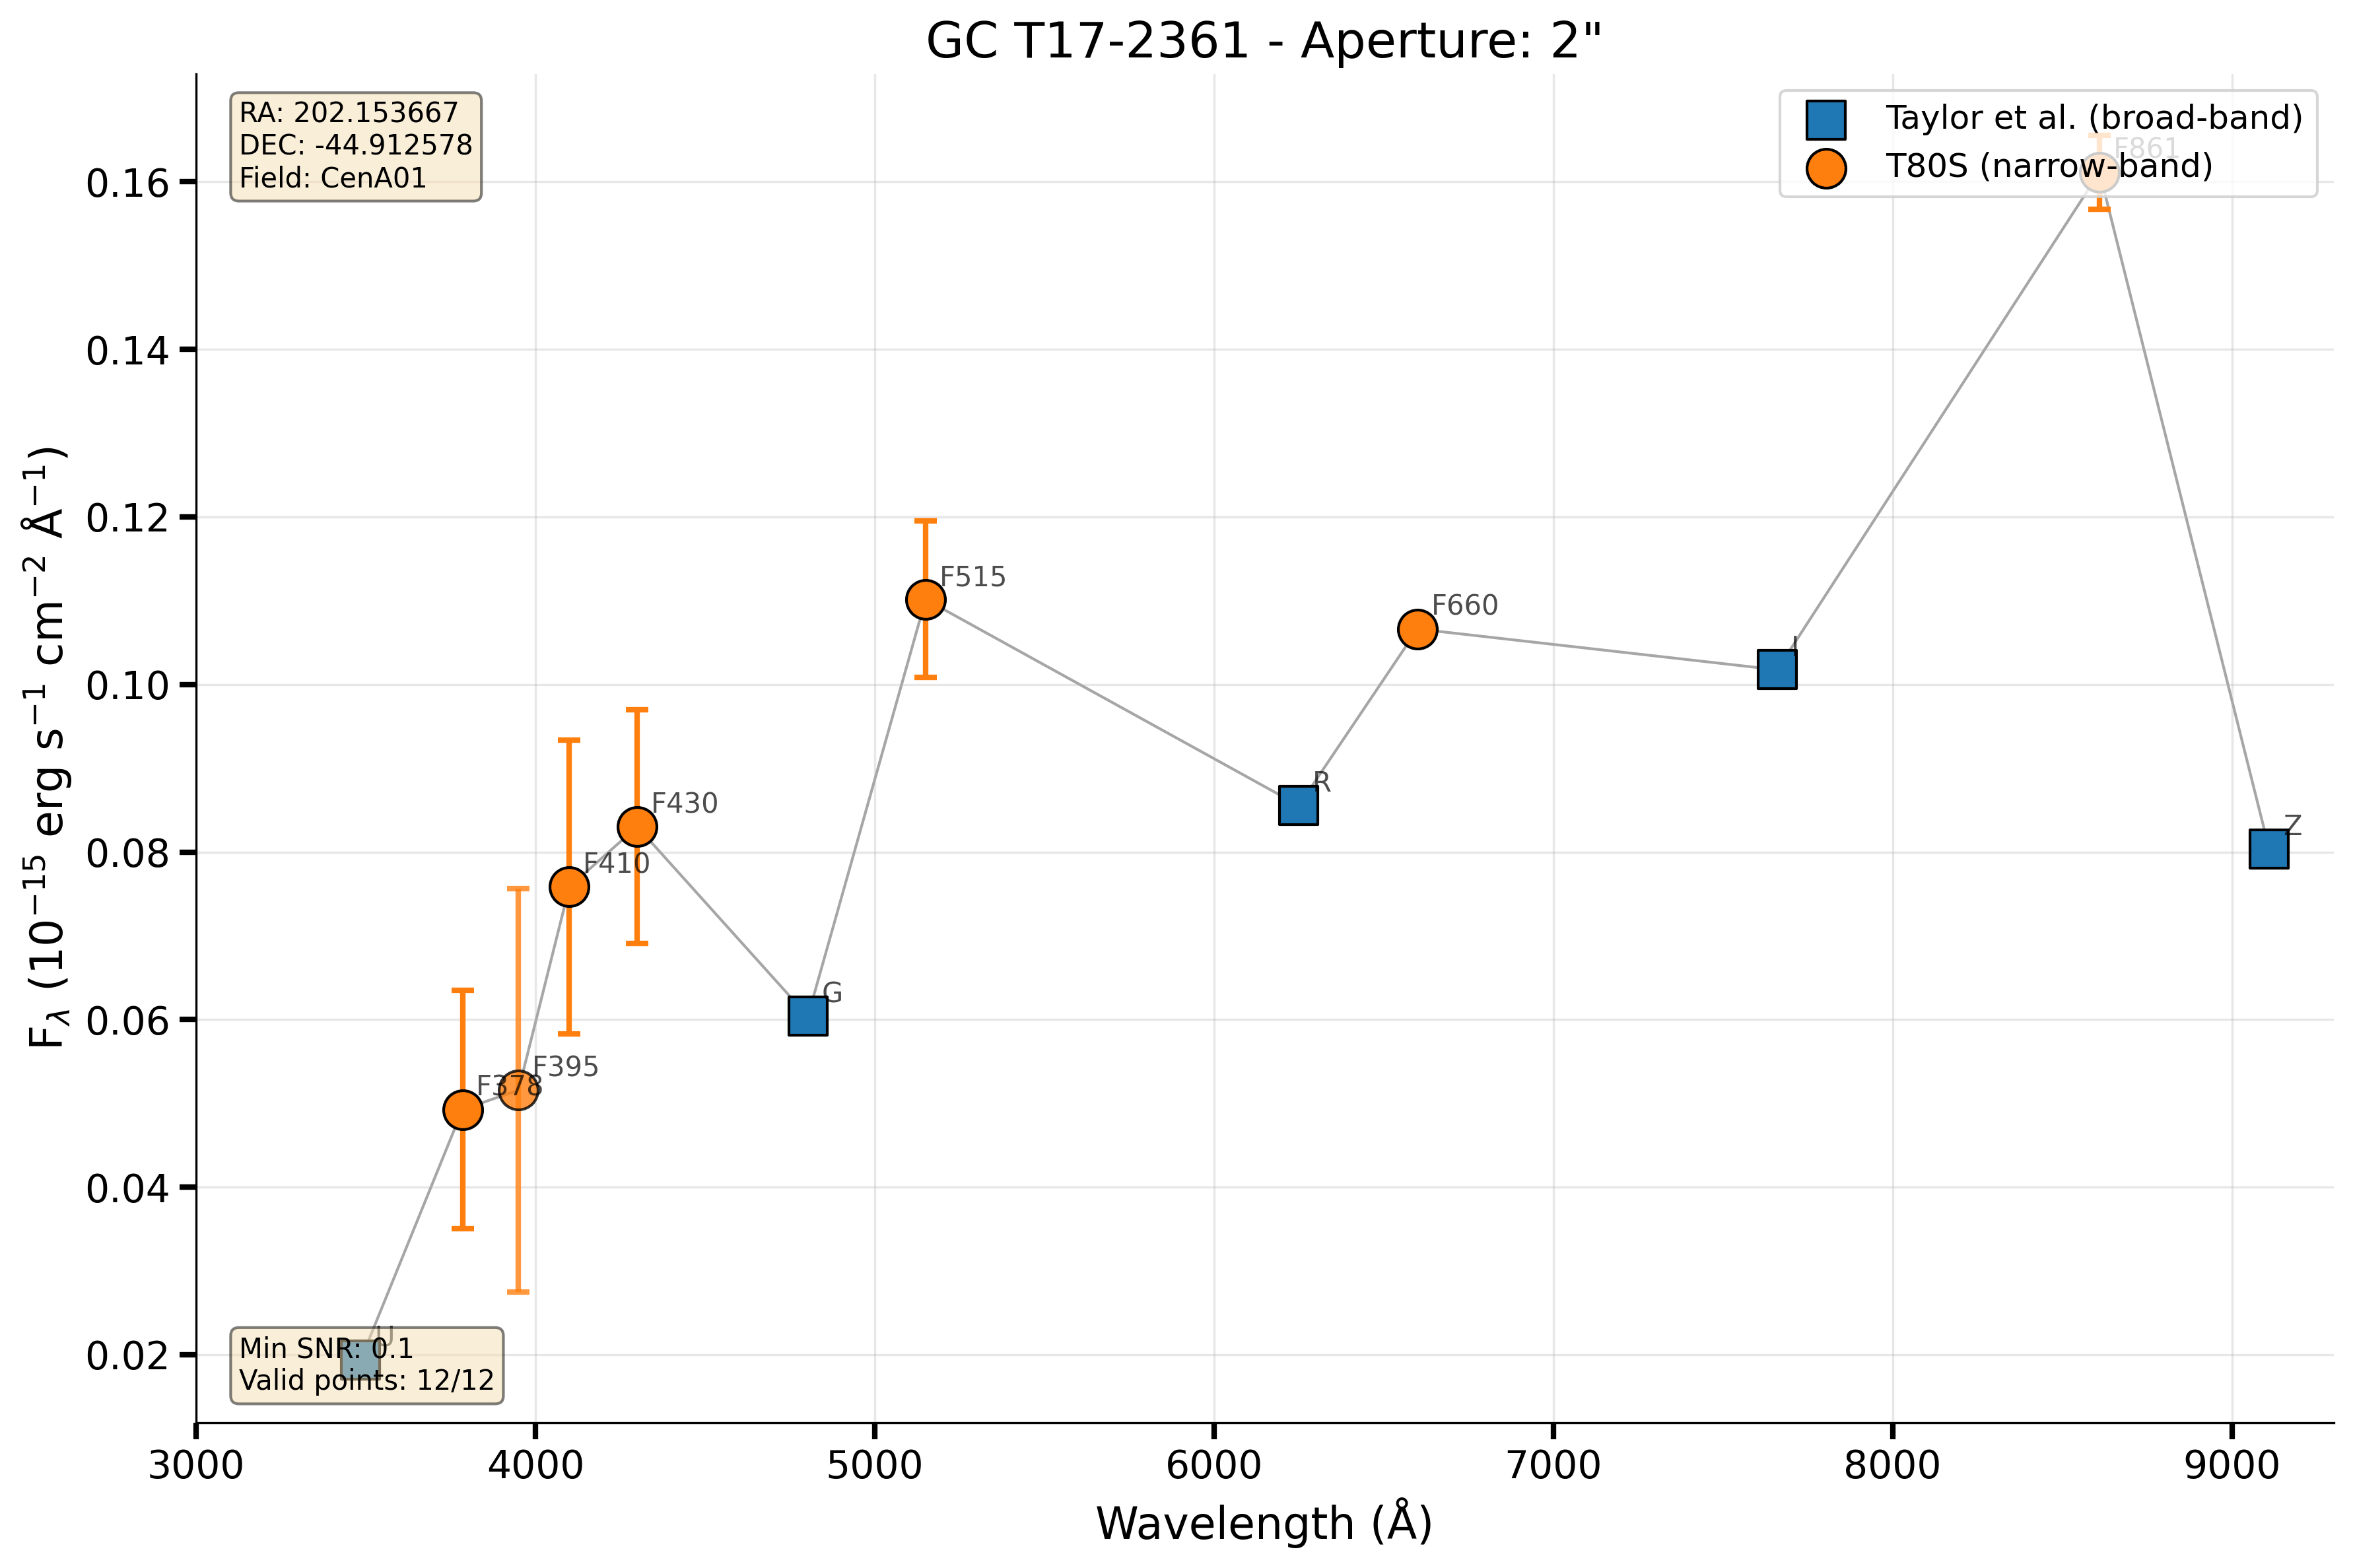 GC T17-2361 - Aperture: 2"
RA: 202.153667
DEC: -44.912578
Field: CenA01
Taylor et al. (broad-band)
T80S (narrow-band)
F861
0.16
0.14
0.12
0.10
0.08
0.06
0.04
0.02
F_λ (10⁻¹⁵ erg s⁻¹ cm⁻² Å⁻¹)
F515
F660
I
R
F430
Z
F410
G
F395
F378
U
Min SNR: 0.1
Valid points: 12/12
3000 4000 5000 6000 7000 8000 9000
Wavelength (Å)